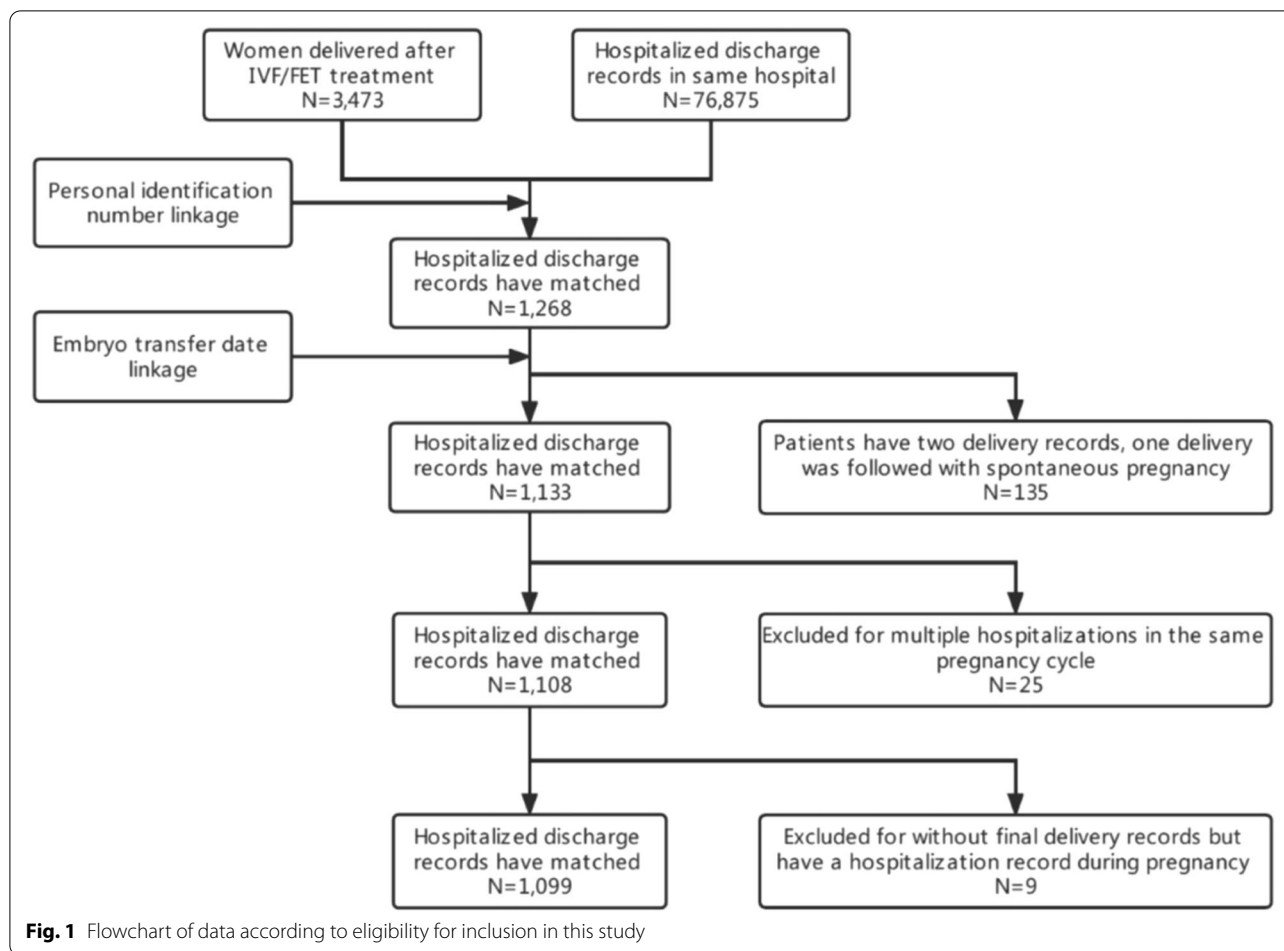 Women delivered after
IVF/FET treatment
N=3,473
Hospitalized discharge
records in same hospital
N=76,875
Personal identification
number linkage
Hospitalized discharge
records have matched
N=1,268
Embryo transfer date
linkage
Hospitalized discharge
records have matched
N=1,133
Patients have two delivery records, one delivery
was followed with spontaneous pregnancy
N=135
Hospitalized discharge
records have matched
N=1,108
Excluded for multiple hospitalizations in the same
pregnancy cycle
N=25
Hospitalized discharge
records have matched
N=1,099
Excluded for without final delivery records but
have a hospitalization record during pregnancy
N=9
Fig. 1 Flowchart of data according to eligibility for inclusion in this study